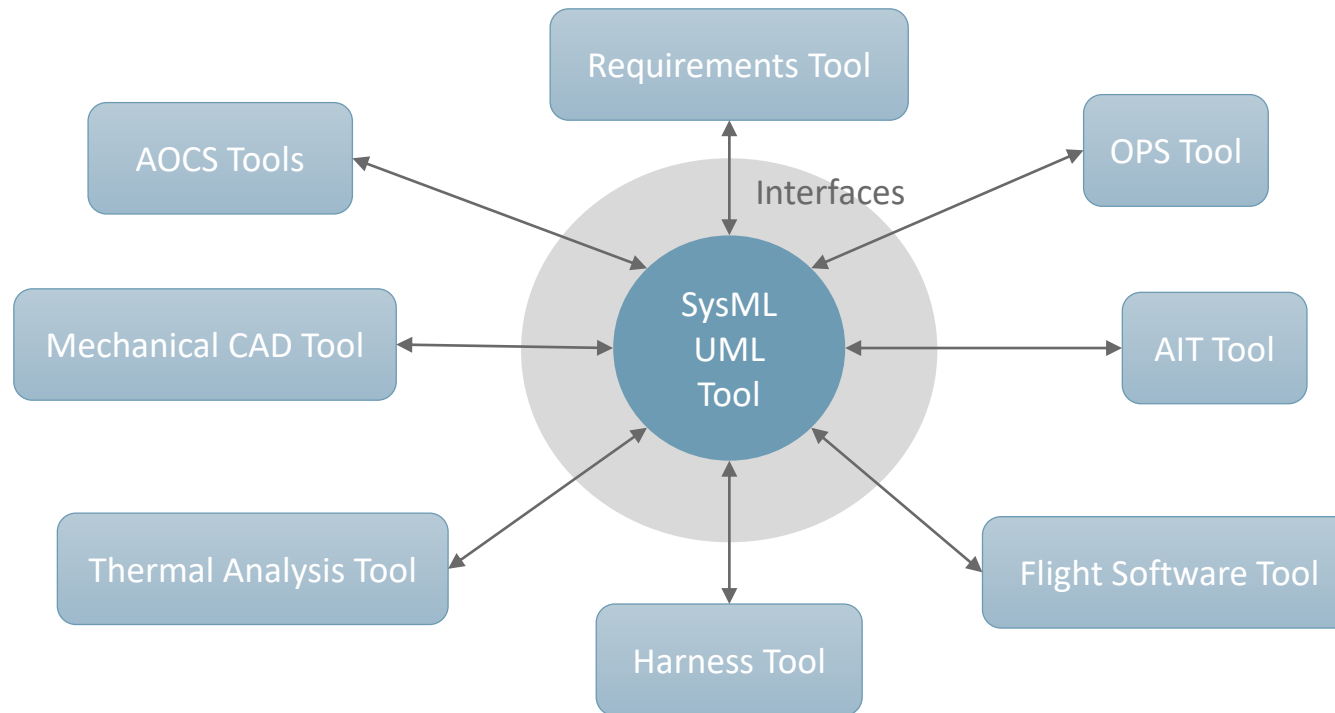 Requirements Tool
AOCS Tools
OPS Tool
Interfaces
SysML
UML
Tool
Mechanical CAD Tool
AIT Tool
Thermal Analysis Tool
Flight Software Tool
Harness Tool